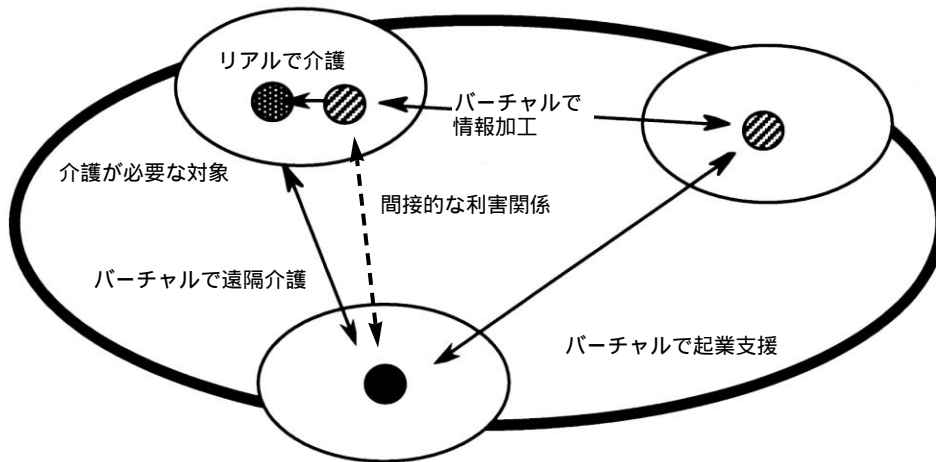 リアルで介護
バーチャルで
情報加工
介護が必要な対象
間接的な利害関係
バーチャルで遠隔介護
バーチャルで起業支援